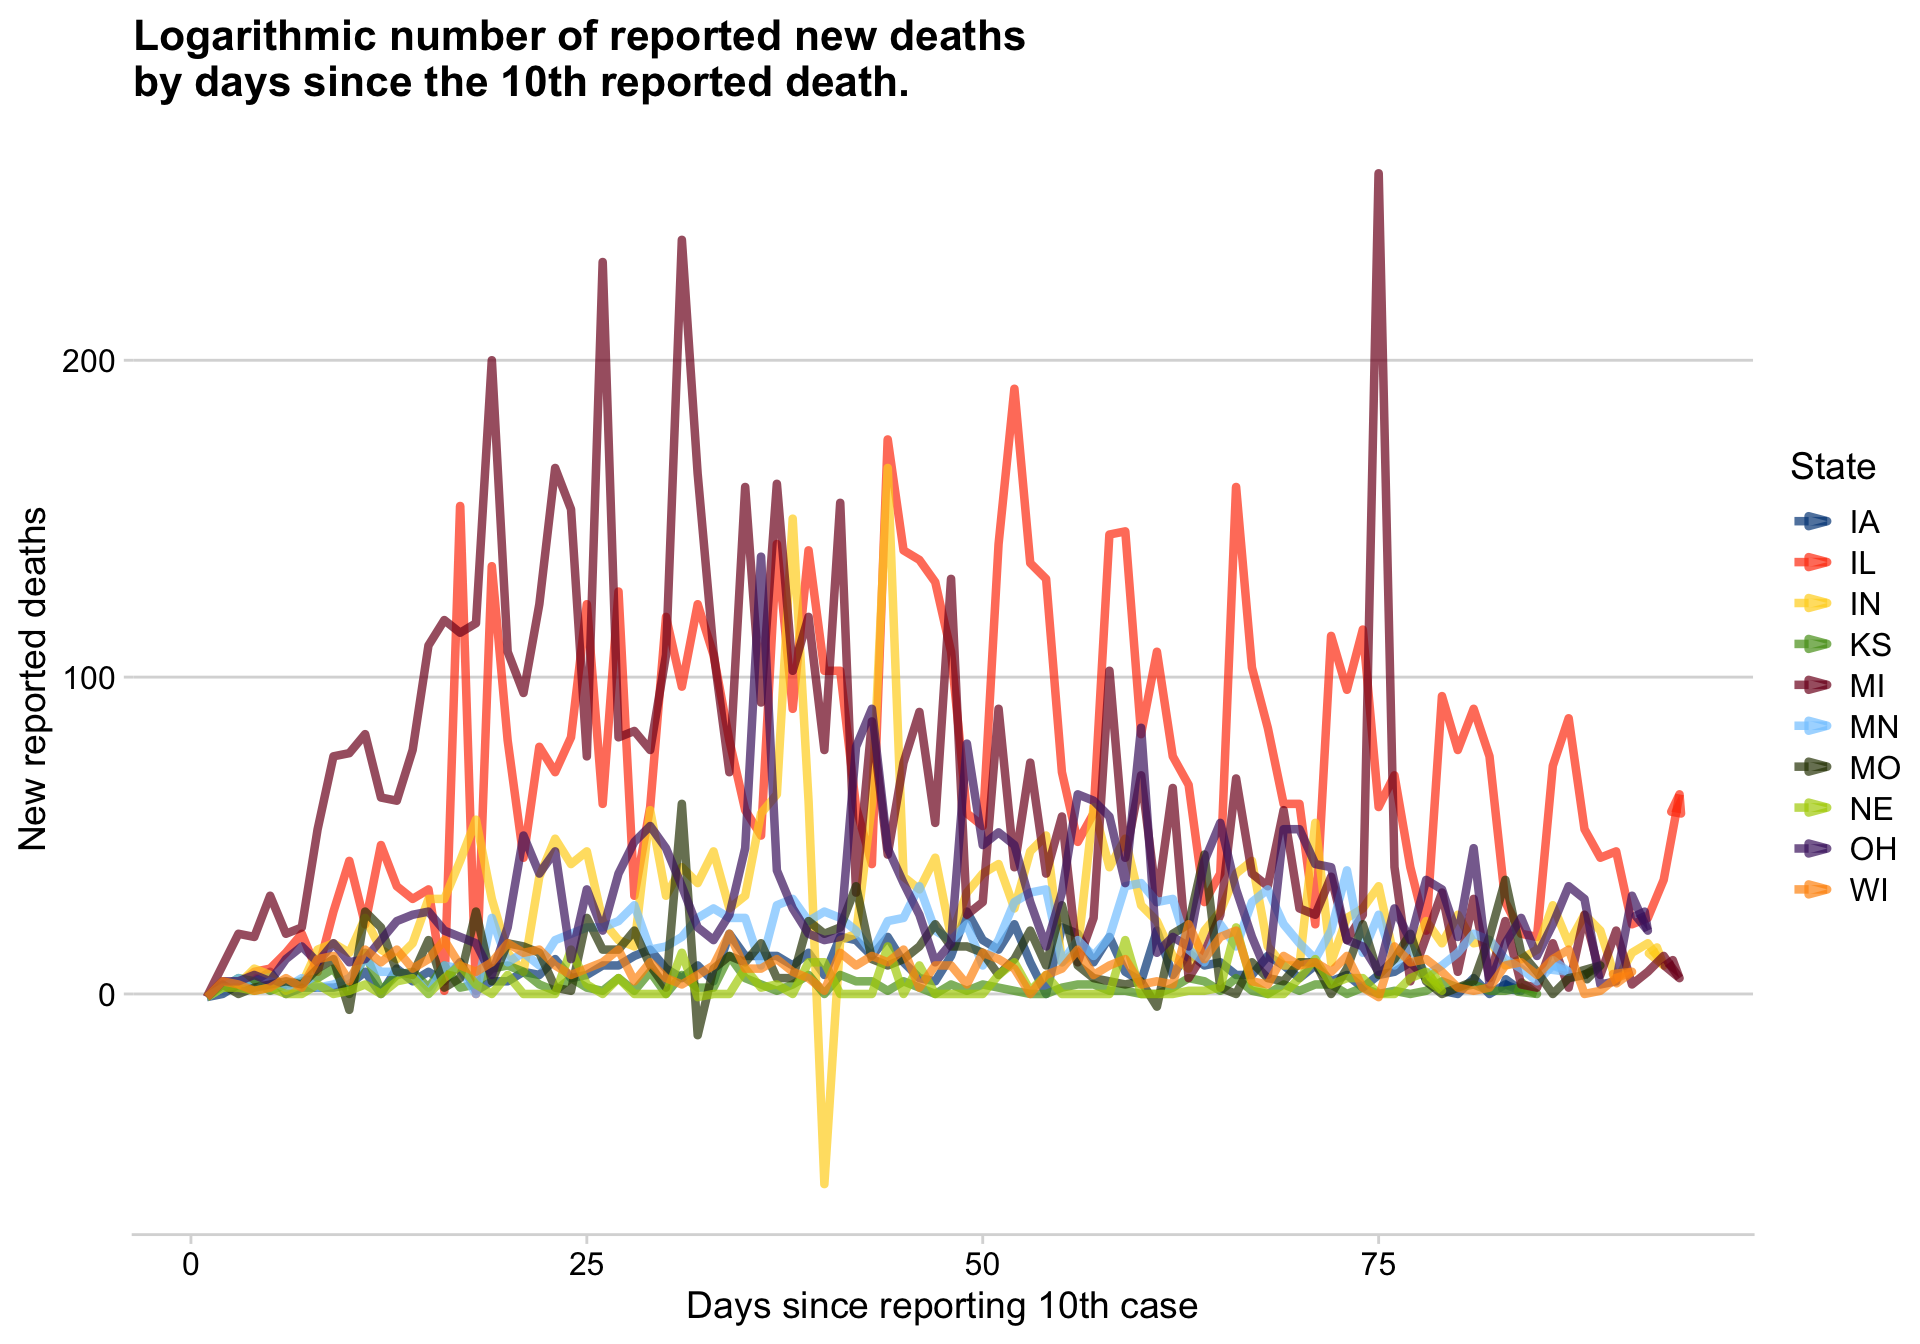 Logarithmic number of reported new deaths
by days since the 10th reported death.
New reported deaths
200
100
0
0
25
50
75
Days since reporting 10th case
State
IA
IL
IN
KS
MI
MN
MO
NE
OH
WI